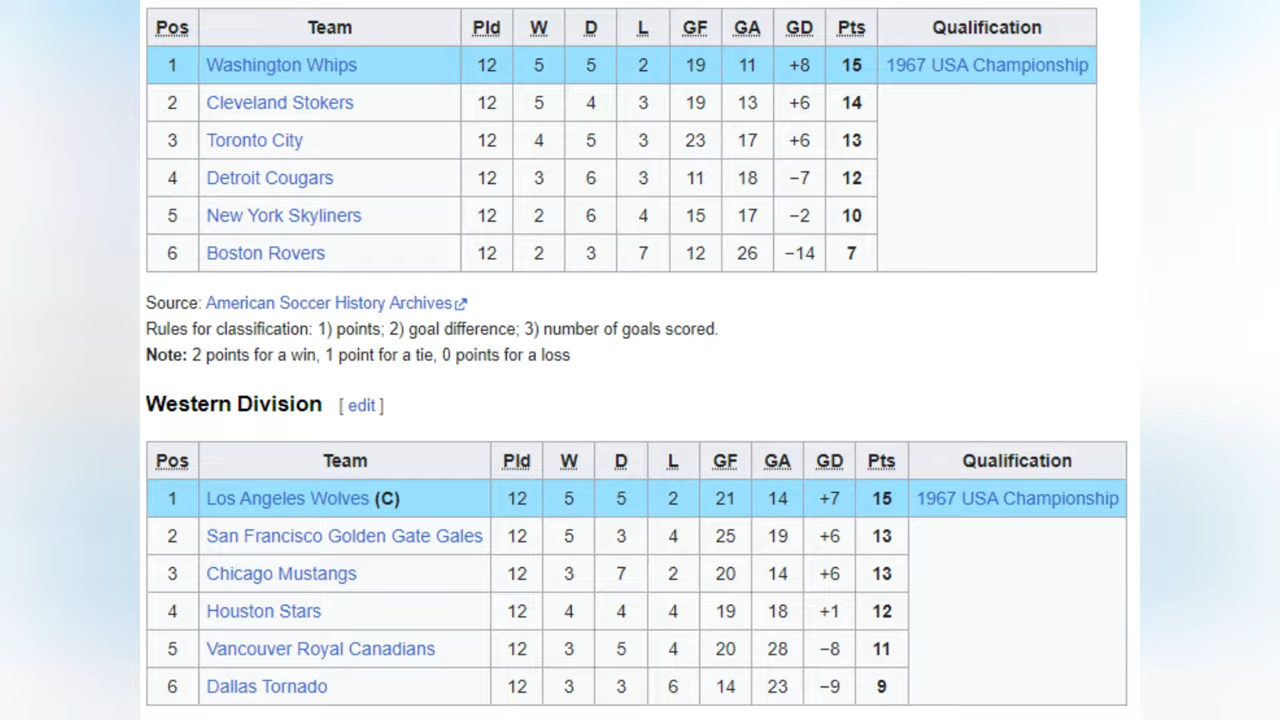 Pos Team Pld W D L GF GA GD Pts Qualification
1 Washington Whips 12 5 5 2 19 11 +8 15 1967 USA Championship
2 Cleveland Stokers 12 5 4 3 19 13 +6 14
3 Toronto City 12 4 5 3 23 17 +6 13
4 Detroit Cougars 12 3 6 3 11 18 −7 12
5 New York Skyliners 12 2 6 4 15 17 −2 10
6 Boston Rovers 12 2 3 7 12 26 −14 7
Source: American Soccer History Archives
Rules for classification: 1) points; 2) goal difference; 3) number of goals scored.
Note: 2 points for a win, 1 point for a tie, 0 points for a loss
Western Division [ edit ]
Pos Team Pld W D L GF GA GD Pts Qualification
1 Los Angeles Wolves (C) 12 5 5 2 21 14 +7 15 1967 USA Championship
2 San Francisco Golden Gate Gales 12 5 3 4 25 19 +6 13
3 Chicago Mustangs 12 3 7 2 20 14 +6 13
4 Houston Stars 12 4 4 4 19 18 +1 12
5 Vancouver Royal Canadians 12 3 5 4 20 28 −8 11
6 Dallas Tornado 12 3 3 6 14 23 −9 9